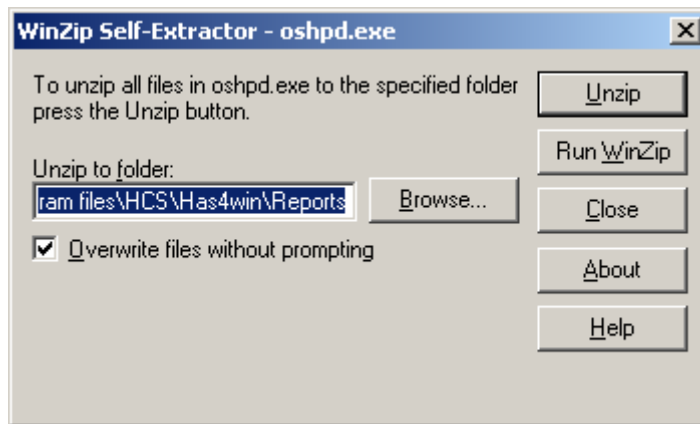 WinZip Self-Extractor - oshpd.exe
To unzip all files in oshpd.exe to the specified folder
press the Unzip button.
Unzip to folder:
ram files\HCS\Has4win\Reports
Browse...
Overwrite files without prompting
Unzip
Run WinZip
Close
About
Help